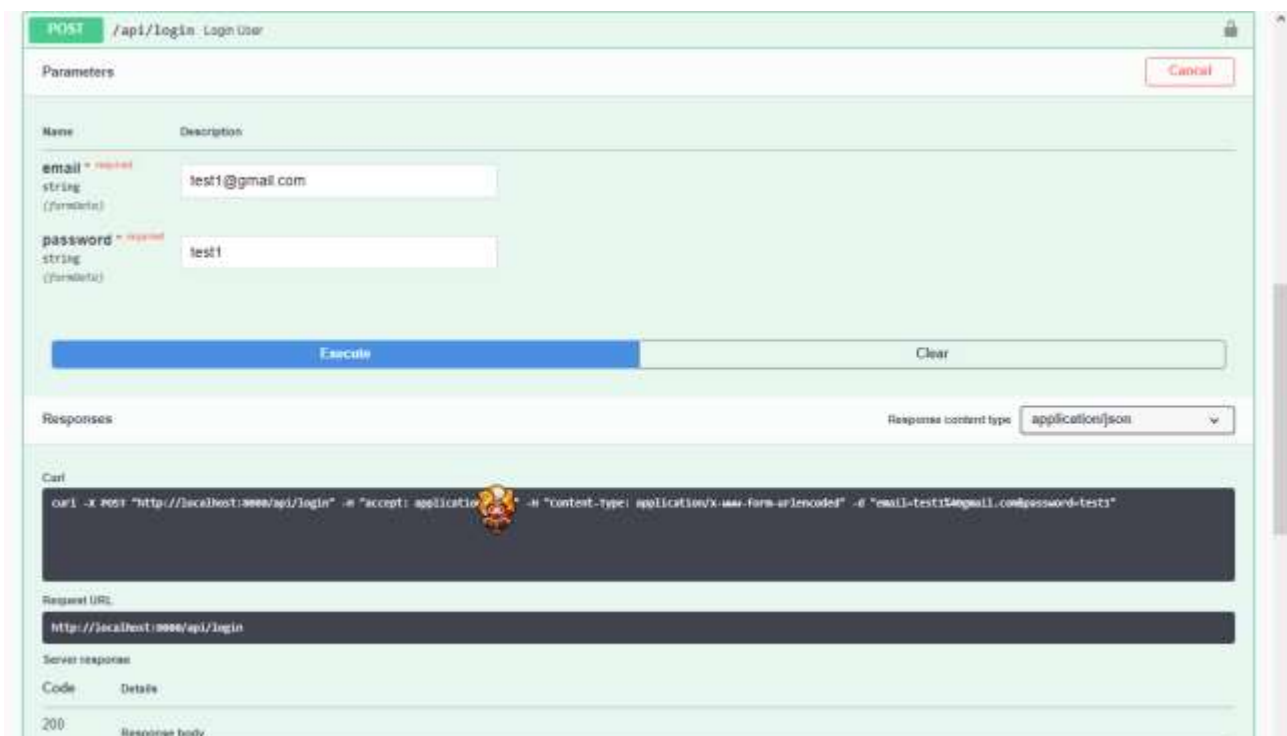 POST /api/login Login User
Parameters
Cancel
Name Description
email * required
string
(formData)
test1@gmail.com
password * required
string
(formData)
test1
Execute Clear
Responses
Response content type application/json
Curl
curl -X POST "http://localhost:8000/api/login" -H "accept: application " -H "Content-Type: application/x-www-form-urlencoded" -d "email=test1%40gmail.com&password=test1"
Request URL
http://localhost:8000/api/login
Server response
Code Details
200
Response body